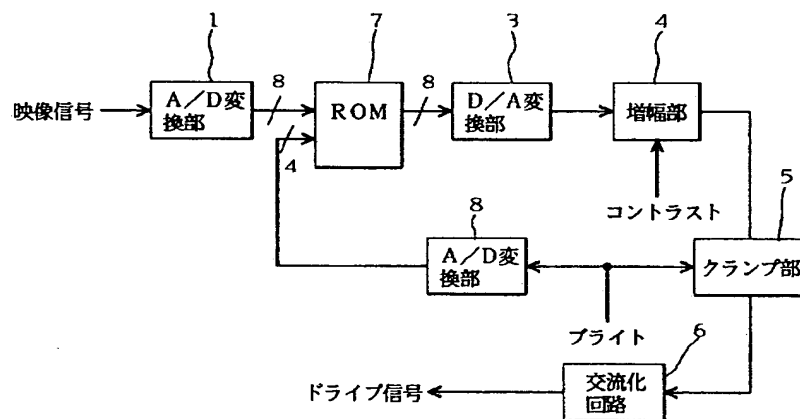 1
7
3
4
映像信号
A/D変
換部
8
ROM
8
D/A変
換部
増幅部
4
コントラスト
5
8
A/D変
換部
クランプ部
ブライト
6
ドライブ信号
交流化
回路